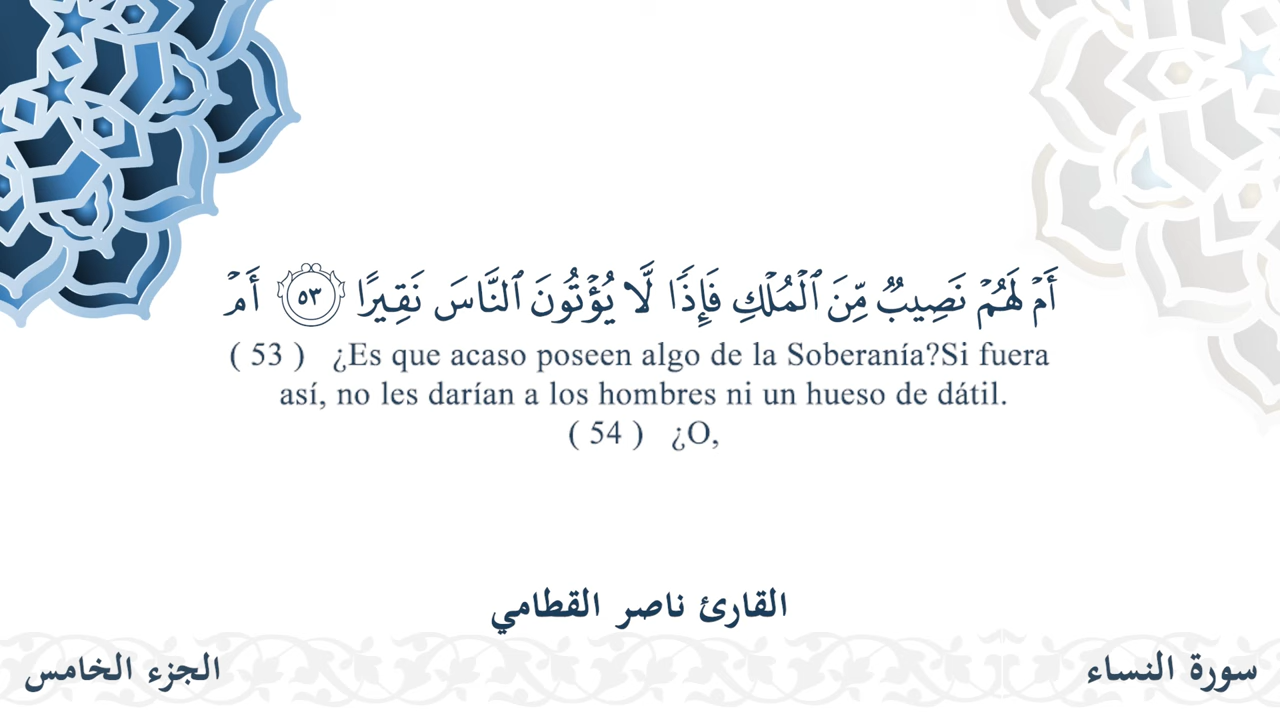 أَمۡ لَهُمۡ نَصِيبٞ مِّنَ ٱلۡمُلۡكِ فَإِذٗا لَّا يُؤۡتُونَ ٱلنَّاسَ نَقِيرًا ٥٣ أَمۡ
( 53 ) ¿Es que acaso poseen algo de la Soberanía?Si fuera
así, no les darían a los hombres ni un hueso de dátil.
( 54 ) ¿O,
القارئ ناصر القطامي
سورة النساء
الجزء الخامس